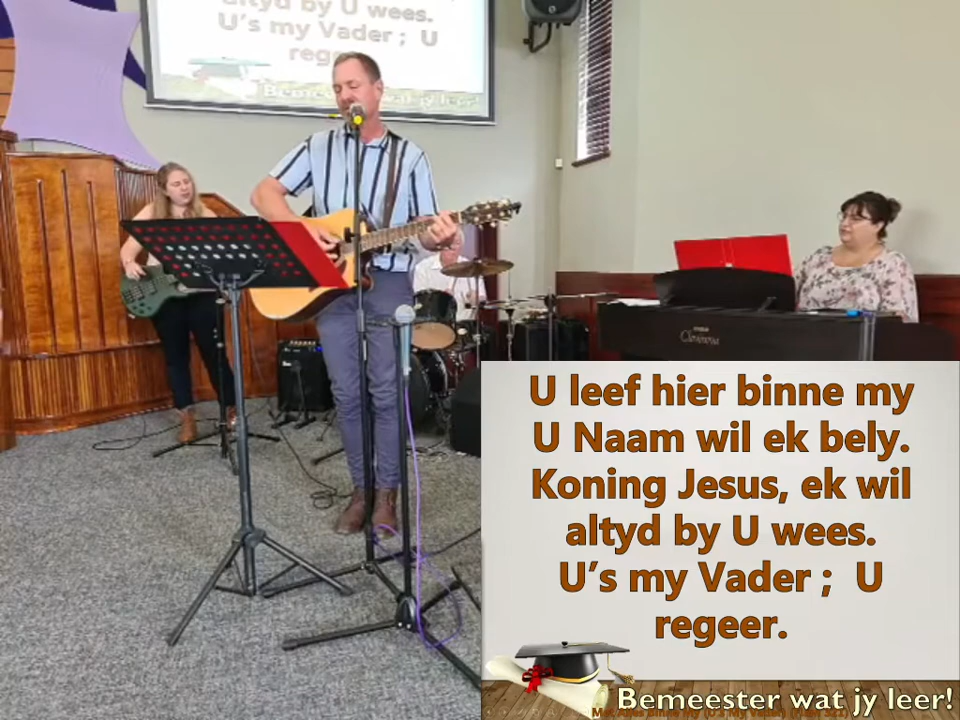 altyd by U wees.
U's my Vader ; U
Bemeester wat jy leer!
Clavinova
U leef hier binne my
U Naam wil ek bely.
Koning Jesus, ek wil
altyd by U wees.
U's my Vader ; U
regeer.
Bemeester wat jy leer!